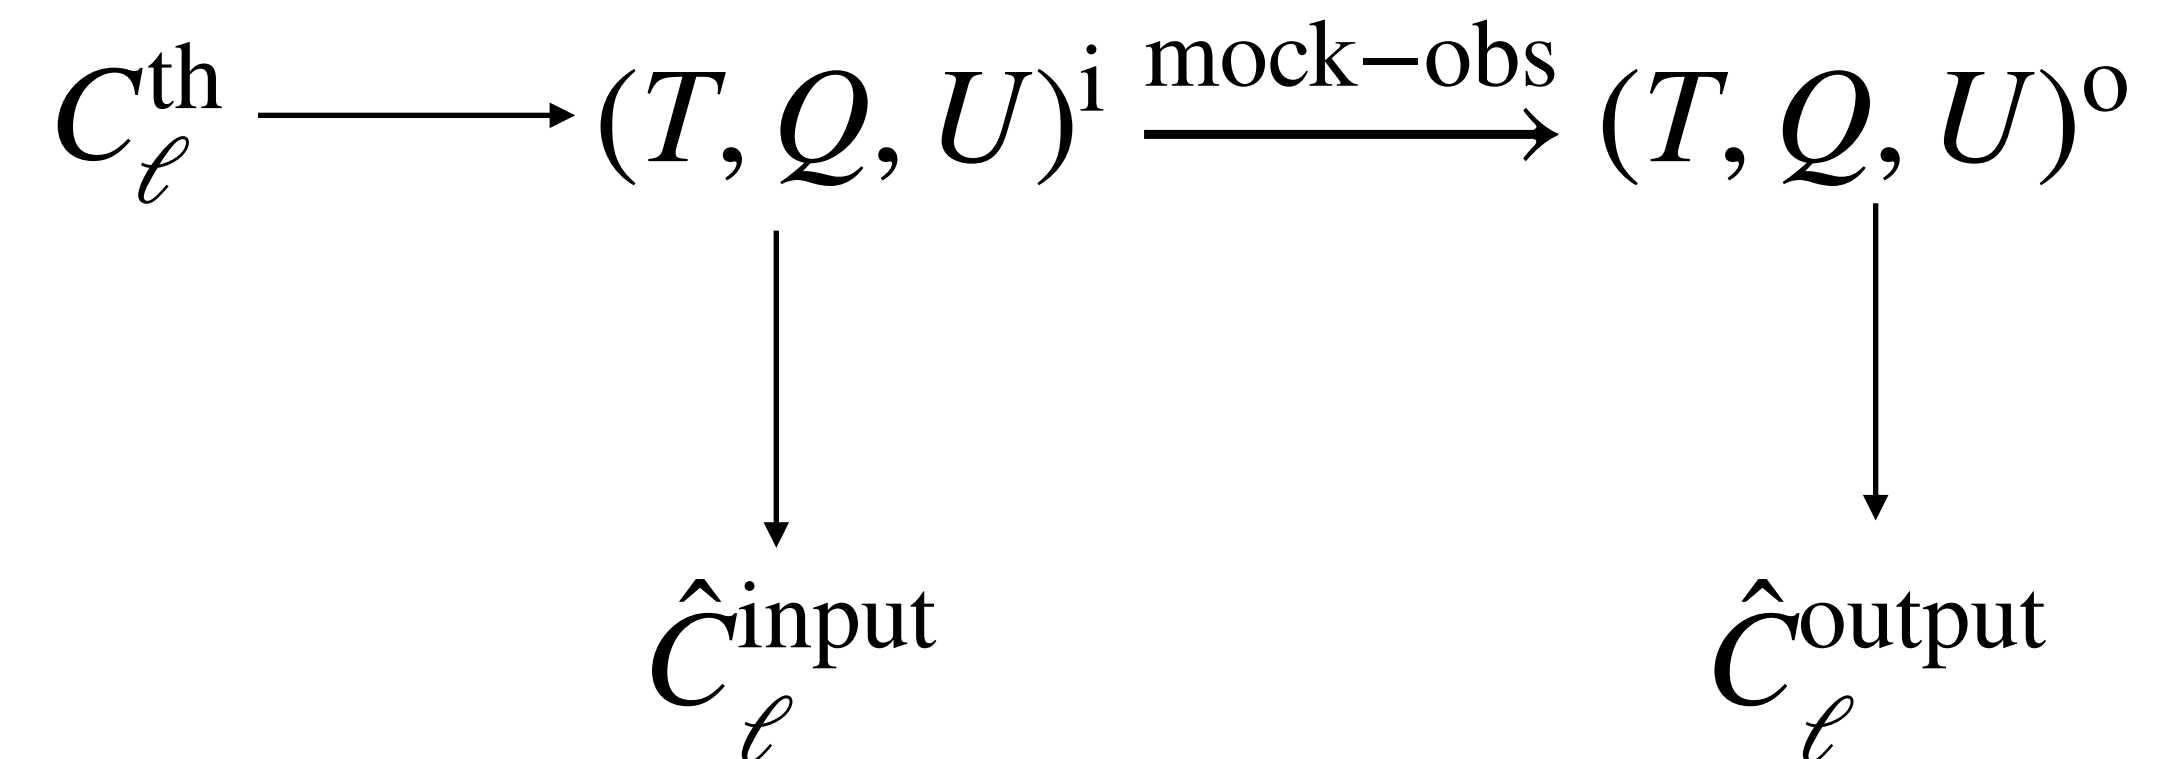 C_ℓ^th ⟶ (T, Q, U)^i mock−obs ⟶ (T, Q, U)^o
Ĉ_ℓ^input Ĉ_ℓ^output